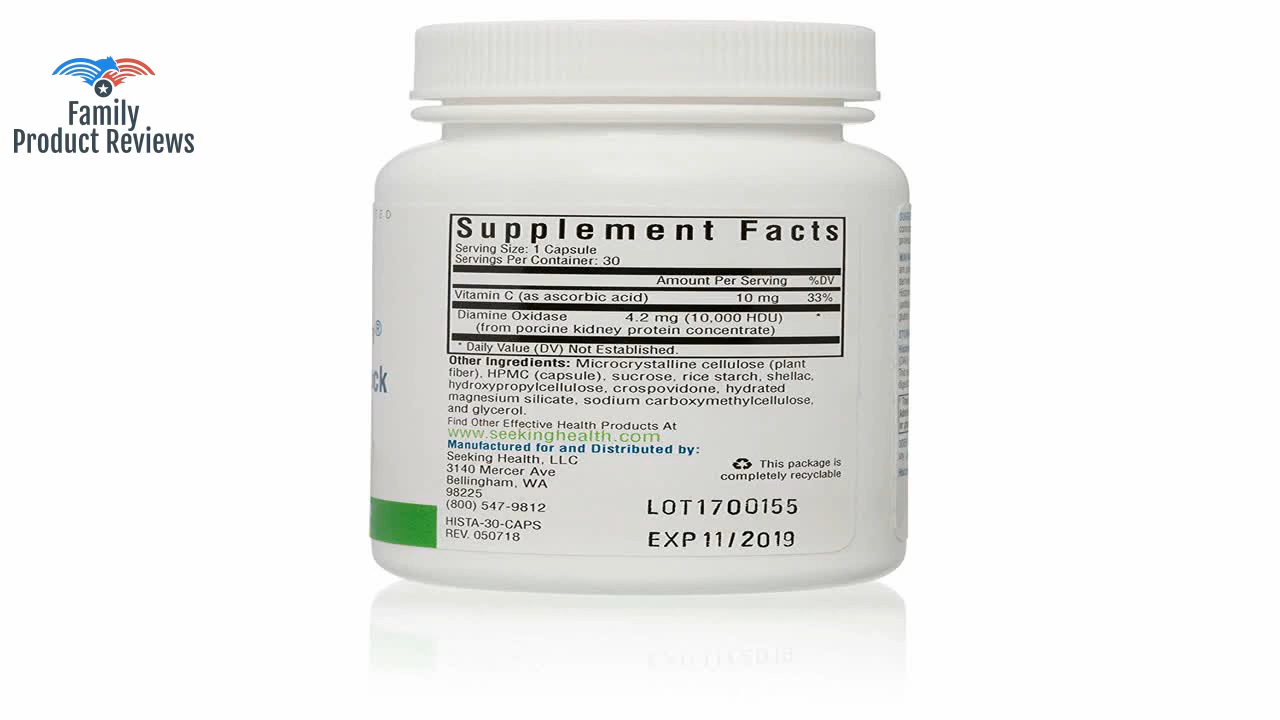 Family
Product Reviews
Supplement Facts
Serving Size: 1 Capsule
Servings Per Container: 30
Amount Per Serving %DV
Vitamin C (as ascorbic acid) 10 mg 33%
Diamine Oxidase 4.2 mg (10,000 HDU) *
(from porcine kidney protein concentrate)
* Daily Value (DV) Not Established.
Other Ingredients: Microcrystalline cellulose (plant
fiber), HPMC (capsule), sucrose, rice starch, shellac,
hydroxypropylcellulose, crospovidone, hydrated
magnesium silicate, sodium carboxymethylcellulose,
and glycerol.
Find Other Effective Health Products At
www.seekinghealth.com
Manufactured for and Distributed by:
Seeking Health, LLC
3140 Mercer Ave
Bellingham, WA
98225
(800) 547-9812
HISTA-30-CAPS
REV. 050718
This package is
completely recyclable
LOT1700155
EXP 11/2019